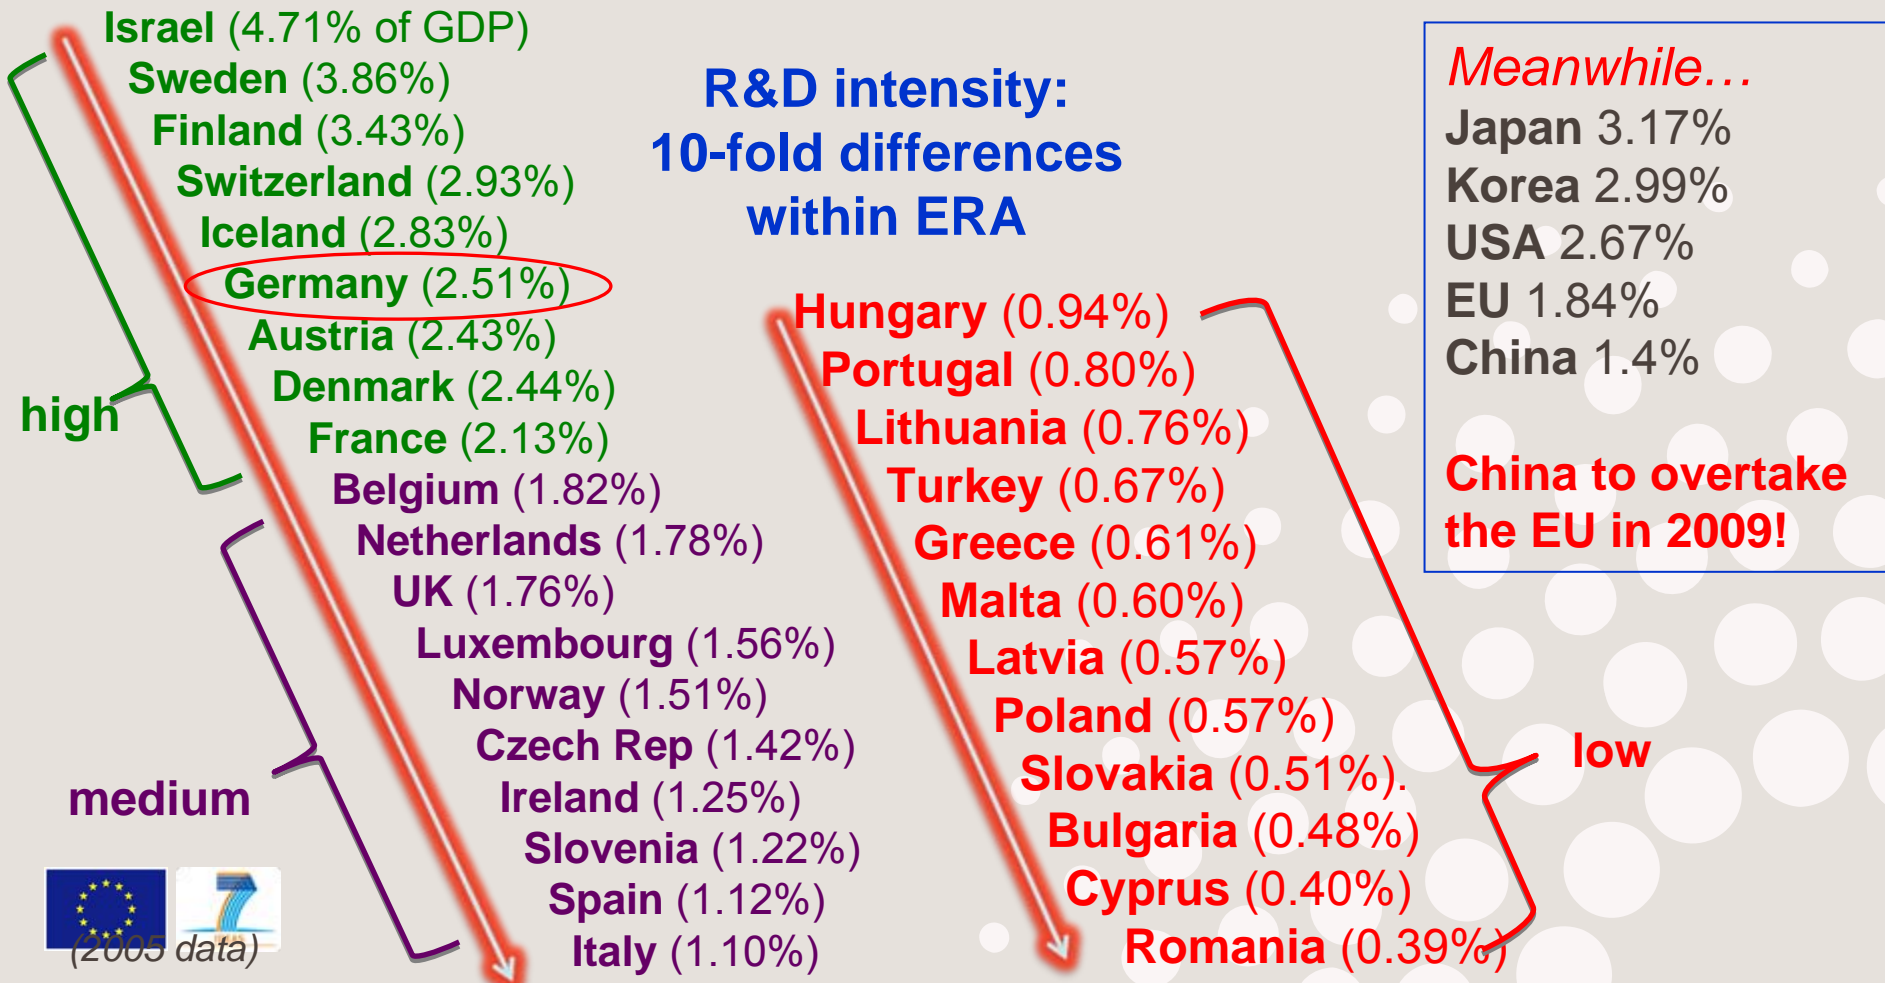 Israel (4.71% of GDP)
Sweden (3.86%)
Finland (3.43%)
Switzerland (2.93%)
Iceland (2.83%)
Germany (2.51%)
Austria (2.43%)
Denmark (2.44%)
France (2.13%)
high
Belgium (1.82%)
Netherlands (1.78%)
UK (1.76%)
Luxembourg (1.56%)
Norway (1.51%)
Czech Rep (1.42%)
Ireland (1.25%)
Slovenia (1.22%)
Spain (1.12%)
Italy (1.10%)
medium
(2005 data)
R&D intensity:
10-fold differences
within ERA
Hungary (0.94%)
Portugal (0.80%)
Lithuania (0.76%)
Turkey (0.67%)
Greece (0.61%)
Malta (0.60%)
Latvia (0.57%)
Poland (0.57%)
Slovakia (0.51%).
Bulgaria (0.48%)
Cyprus (0.40%)
Romania (0.39%)
low
Meanwhile…
Japan 3.17%
Korea 2.99%
USA 2.67%
EU 1.84%
China 1.4%
China to overtake
the EU in 2009!